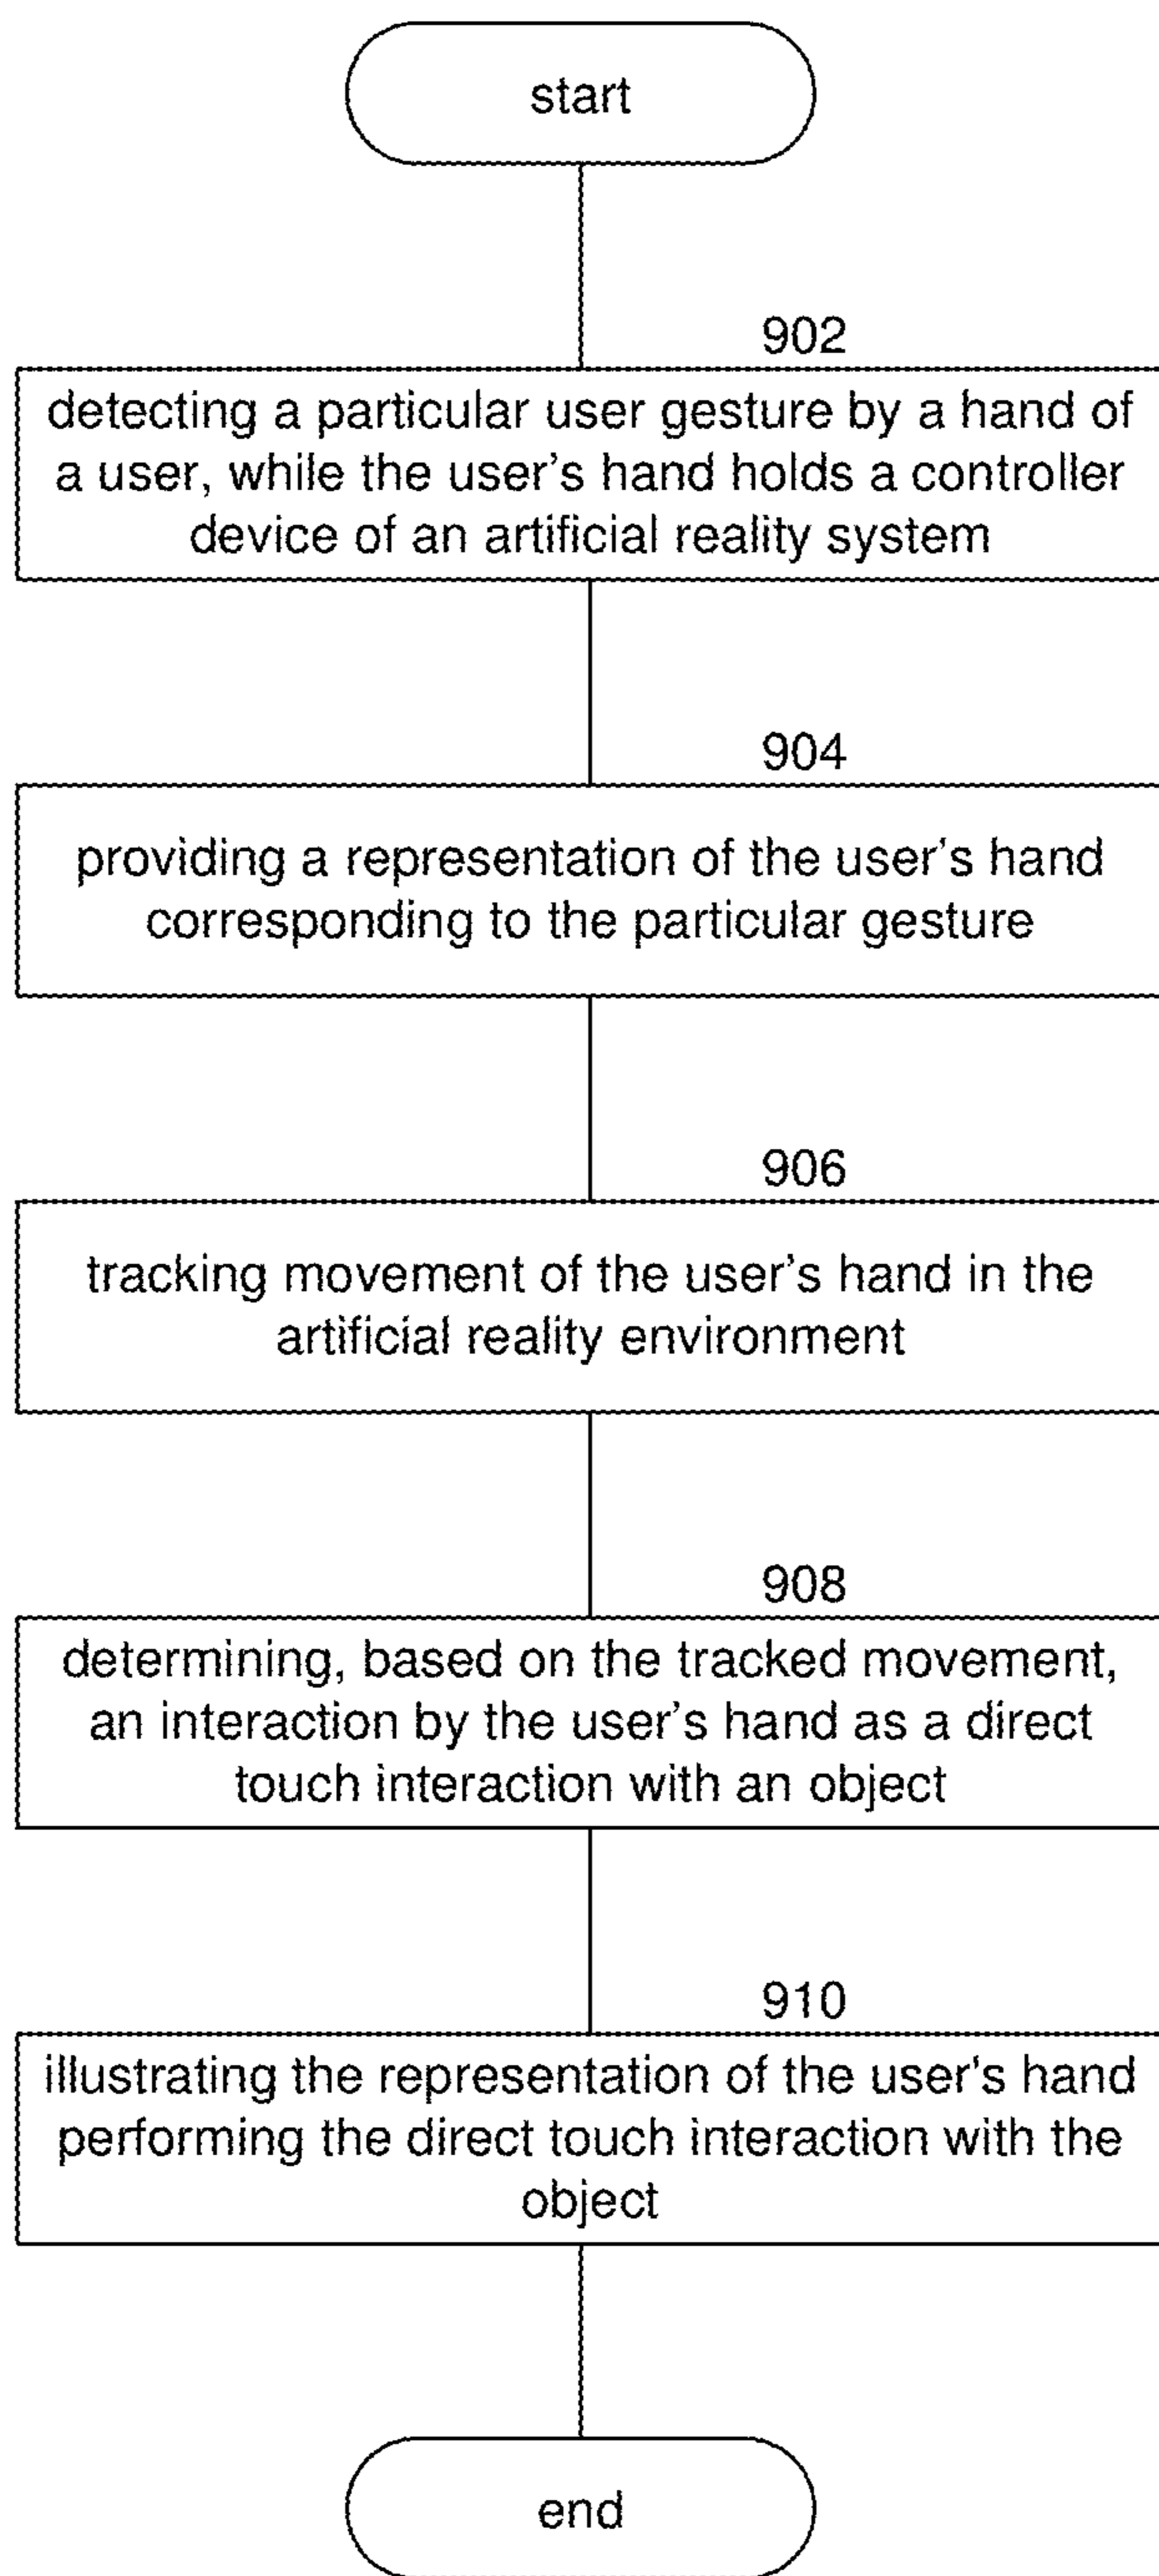 start
902
detecting a particular user gesture by a hand of
a user, while the user's hand holds a controller
device of an artificial reality system
904
providing a representation of the user's hand
corresponding to the particular gesture
906
tracking movement of the user's hand in the
artificial reality environment
908
determining, based on the tracked movement,
an interaction by the user's hand as a direct
touch interaction with an object
910
illustrating the representation of the user's hand
performing the direct touch interaction with the
object
end